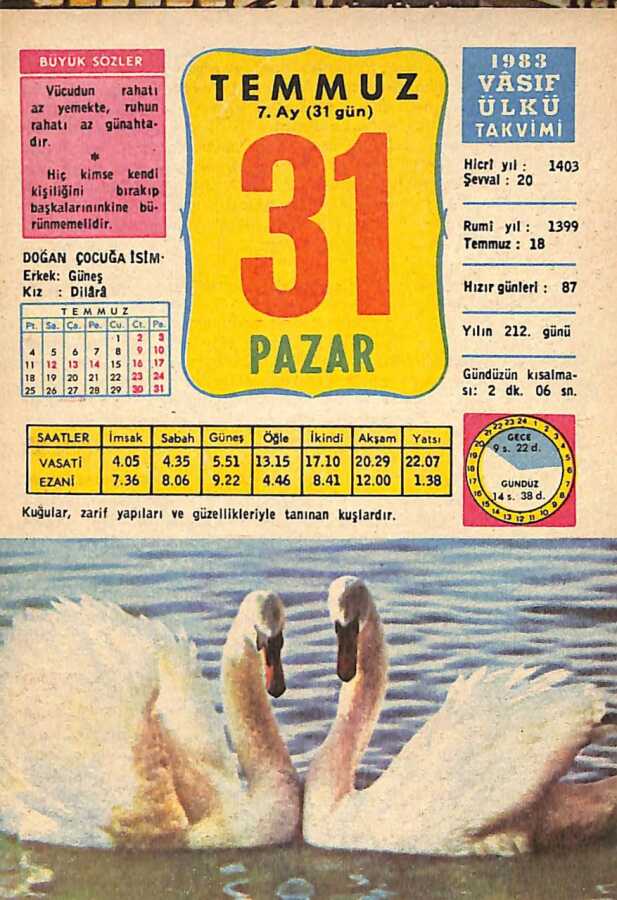 BÜYÜK SÖZLER
Vücudun rahatı
az yemekte, ruhun
rahatı az günahta-
dır.
*
Hiç kimse kendi
kişiliğini bırakıp
başkalarınınkine bü-
rünmemelidir.
DOĞAN ÇOCUĞA İSİM·
Erkek: Güneş
Kız : Dilârâ
TEMMUZ
Pt. Sa. Ça. Pe. Cu. Ct. Pa.
1 2 3
4 5 6 7 8 9 10
11 12 13 14 15 16 17
18 19 20 21 22 23 24
25 26 27 28 29 30 31
TEMMUZ
7. Ay (31 gün)
31
PAZAR
1983
VÂSIF
ÜLKÜ
TAKVİMİ
Hicrî yıl : 1403
Şevval : 20
Rumî yıl : 1399
Temmuz : 18
Hızır günleri : 87
Yılın 212. günü
Gündüzün kısalma-
sı: 2 dk. 06 sn.
SAATLER İmsak Sabah Güneş Öğle İkindi Akşam Yatsı
VASATİ 4.05 4.35 5.51 13.15 17.10 20.29 22.07
EZANİ 7.36 8.06 9.22 4.46 8.41 12.00 1.38
GECE
9 s. 22 d.
GÜNDÜZ
14 s. 38 d.
Kuğular, zarif yapıları ve güzellikleriyle tanınan kuşlardır.